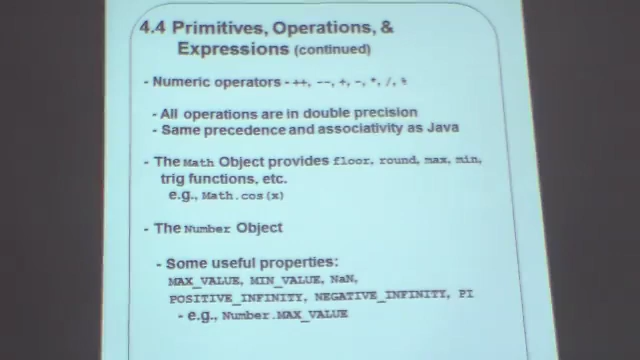 4.4 Primitives, Operations, &
Expressions (continued)
- Numeric operators - ++, --, +, -, *, /, %
- All operations are in double precision
- Same precedence and associativity as Java
- The Math Object provides floor, round, max, min,
trig functions, etc.
e.g., Math.cos(x)
- The Number Object
- Some useful properties:
MAX_VALUE, MIN_VALUE, NaN,
POSITIVE_INFINITY, NEGATIVE_INFINITY, PI
- e.g., Number.MAX_VALUE